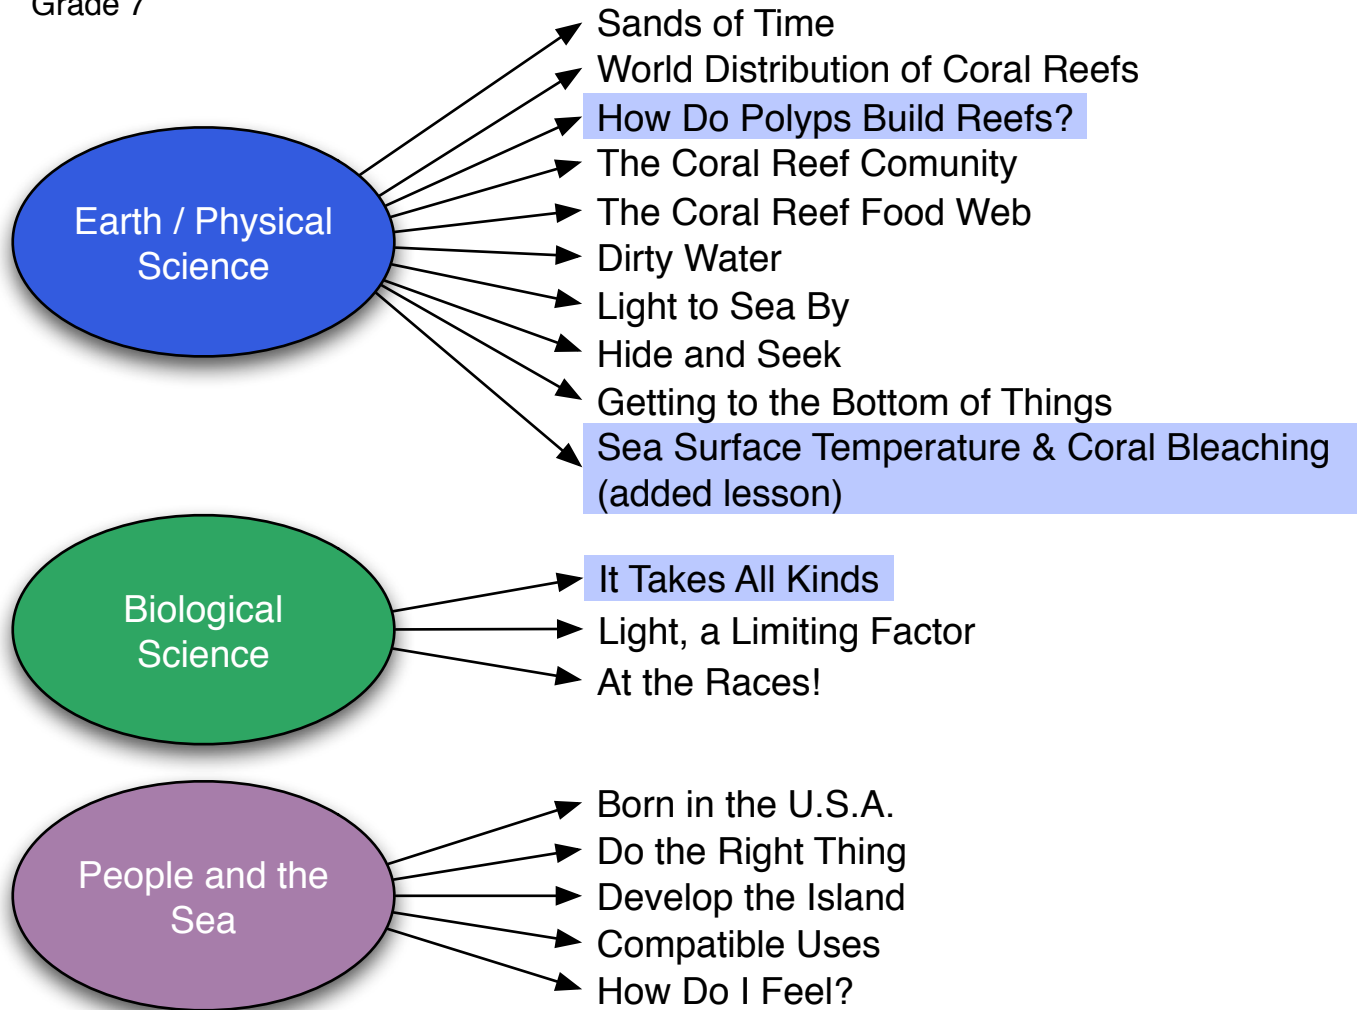 Grade 7
Earth / Physical
Science
Sands of Time
World Distribution of Coral Reefs
How Do Polyps Build Reefs?
The Coral Reef Comunity
The Coral Reef Food Web
Dirty Water
Light to Sea By
Hide and Seek
Getting to the Bottom of Things
Sea Surface Temperature & Coral Bleaching
(added lesson)
Biological
Science
It Takes All Kinds
Light, a Limiting Factor
At the Races!
People and the
Sea
Born in the U.S.A.
Do the Right Thing
Develop the Island
Compatible Uses
How Do I Feel?